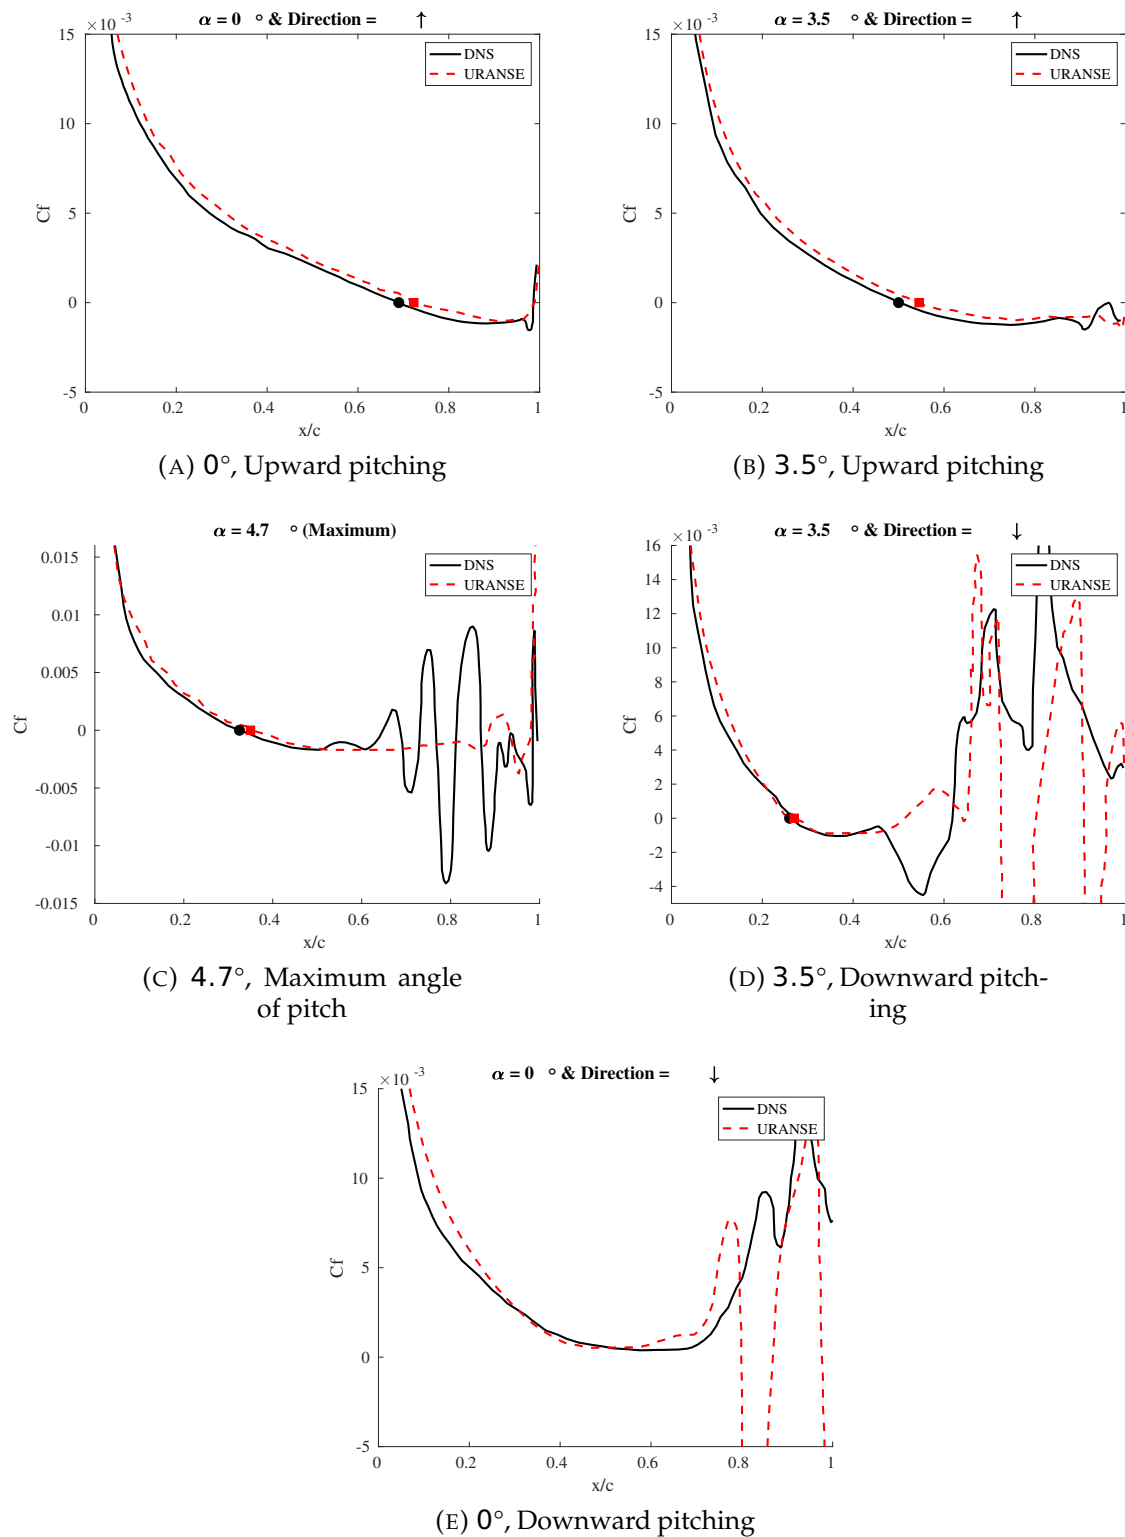 α = 0 ° & Direction = ↑
×10 -3
DNS
URANSE
15
10
5
0
-5
Cf
0 0.2 0.4 0.6 0.8 1
x/c
(A) 0°, Upward pitching
α = 3.5 ° & Direction = ↑
×10 -3
DNS
URANSE
15
10
5
0
-5
Cf
0 0.2 0.4 0.6 0.8 1
x/c
(B) 3.5°, Upward pitching
α = 4.7 ° (Maximum)
DNS
URANSE
0.015
0.01
0.005
0
-0.005
-0.01
-0.015
Cf
0 0.2 0.4 0.6 0.8 1
x/c
(C) 4.7°, Maximum angle
of pitch
α = 3.5 ° & Direction = ↓
×10 -3
DNS
URANSE
16
14
12
10
8
6
4
2
0
-2
-4
Cf
0 0.2 0.4 0.6 0.8 1
x/c
(D) 3.5°, Downward pitch-
ing
α = 0 ° & Direction = ↓
×10 -3
DNS
URANSE
15
10
5
0
-5
Cf
0 0.2 0.4 0.6 0.8 1
x/c
(E) 0°, Downward pitching